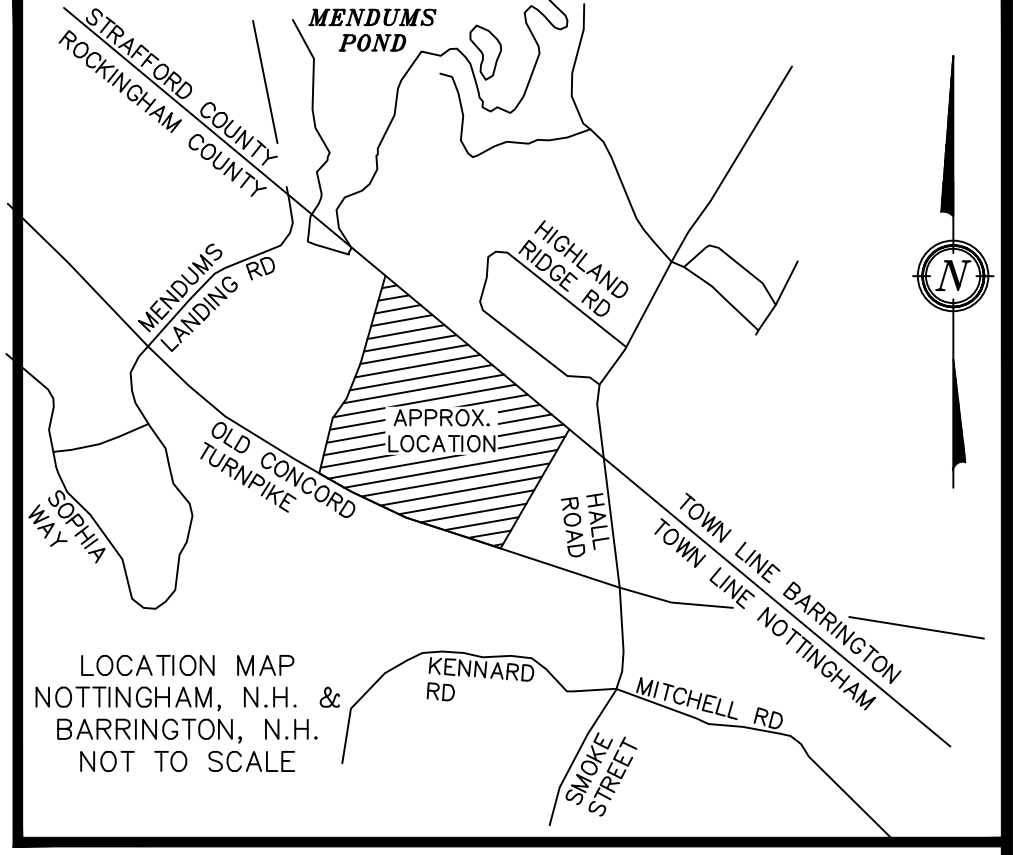 MENDUMS
POND
STRAFFORD COUNTY
ROCKINGHAM COUNTY
HIGHLAND
RIDGE RD
N
MENDUMS
LANDING RD
APPROX.
LOCATION
OLD CONCORD
TURNPIKE
SOPHIA
WAY
HALL
ROAD
TOWN LINE BARRINGTON
TOWN LINE NOTTINGHAM
KENNARD
RD
MITCHELL RD
SMOKE
STREET
LOCATION MAP
NOTTINGHAM, N.H. &
BARRINGTON, N.H.
NOT TO SCALE